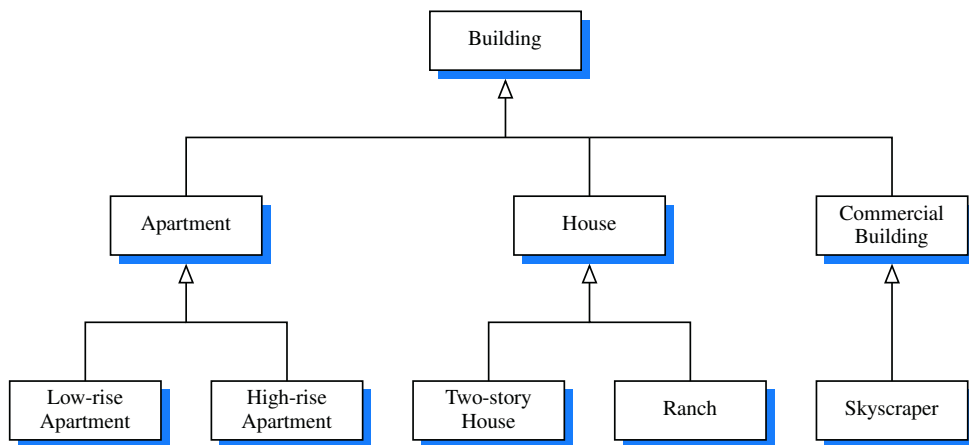 Building
Apartment
House
Commercial
Building
Low-rise
Apartment
High-rise
Apartment
Two-story
House
Ranch
Skyscraper